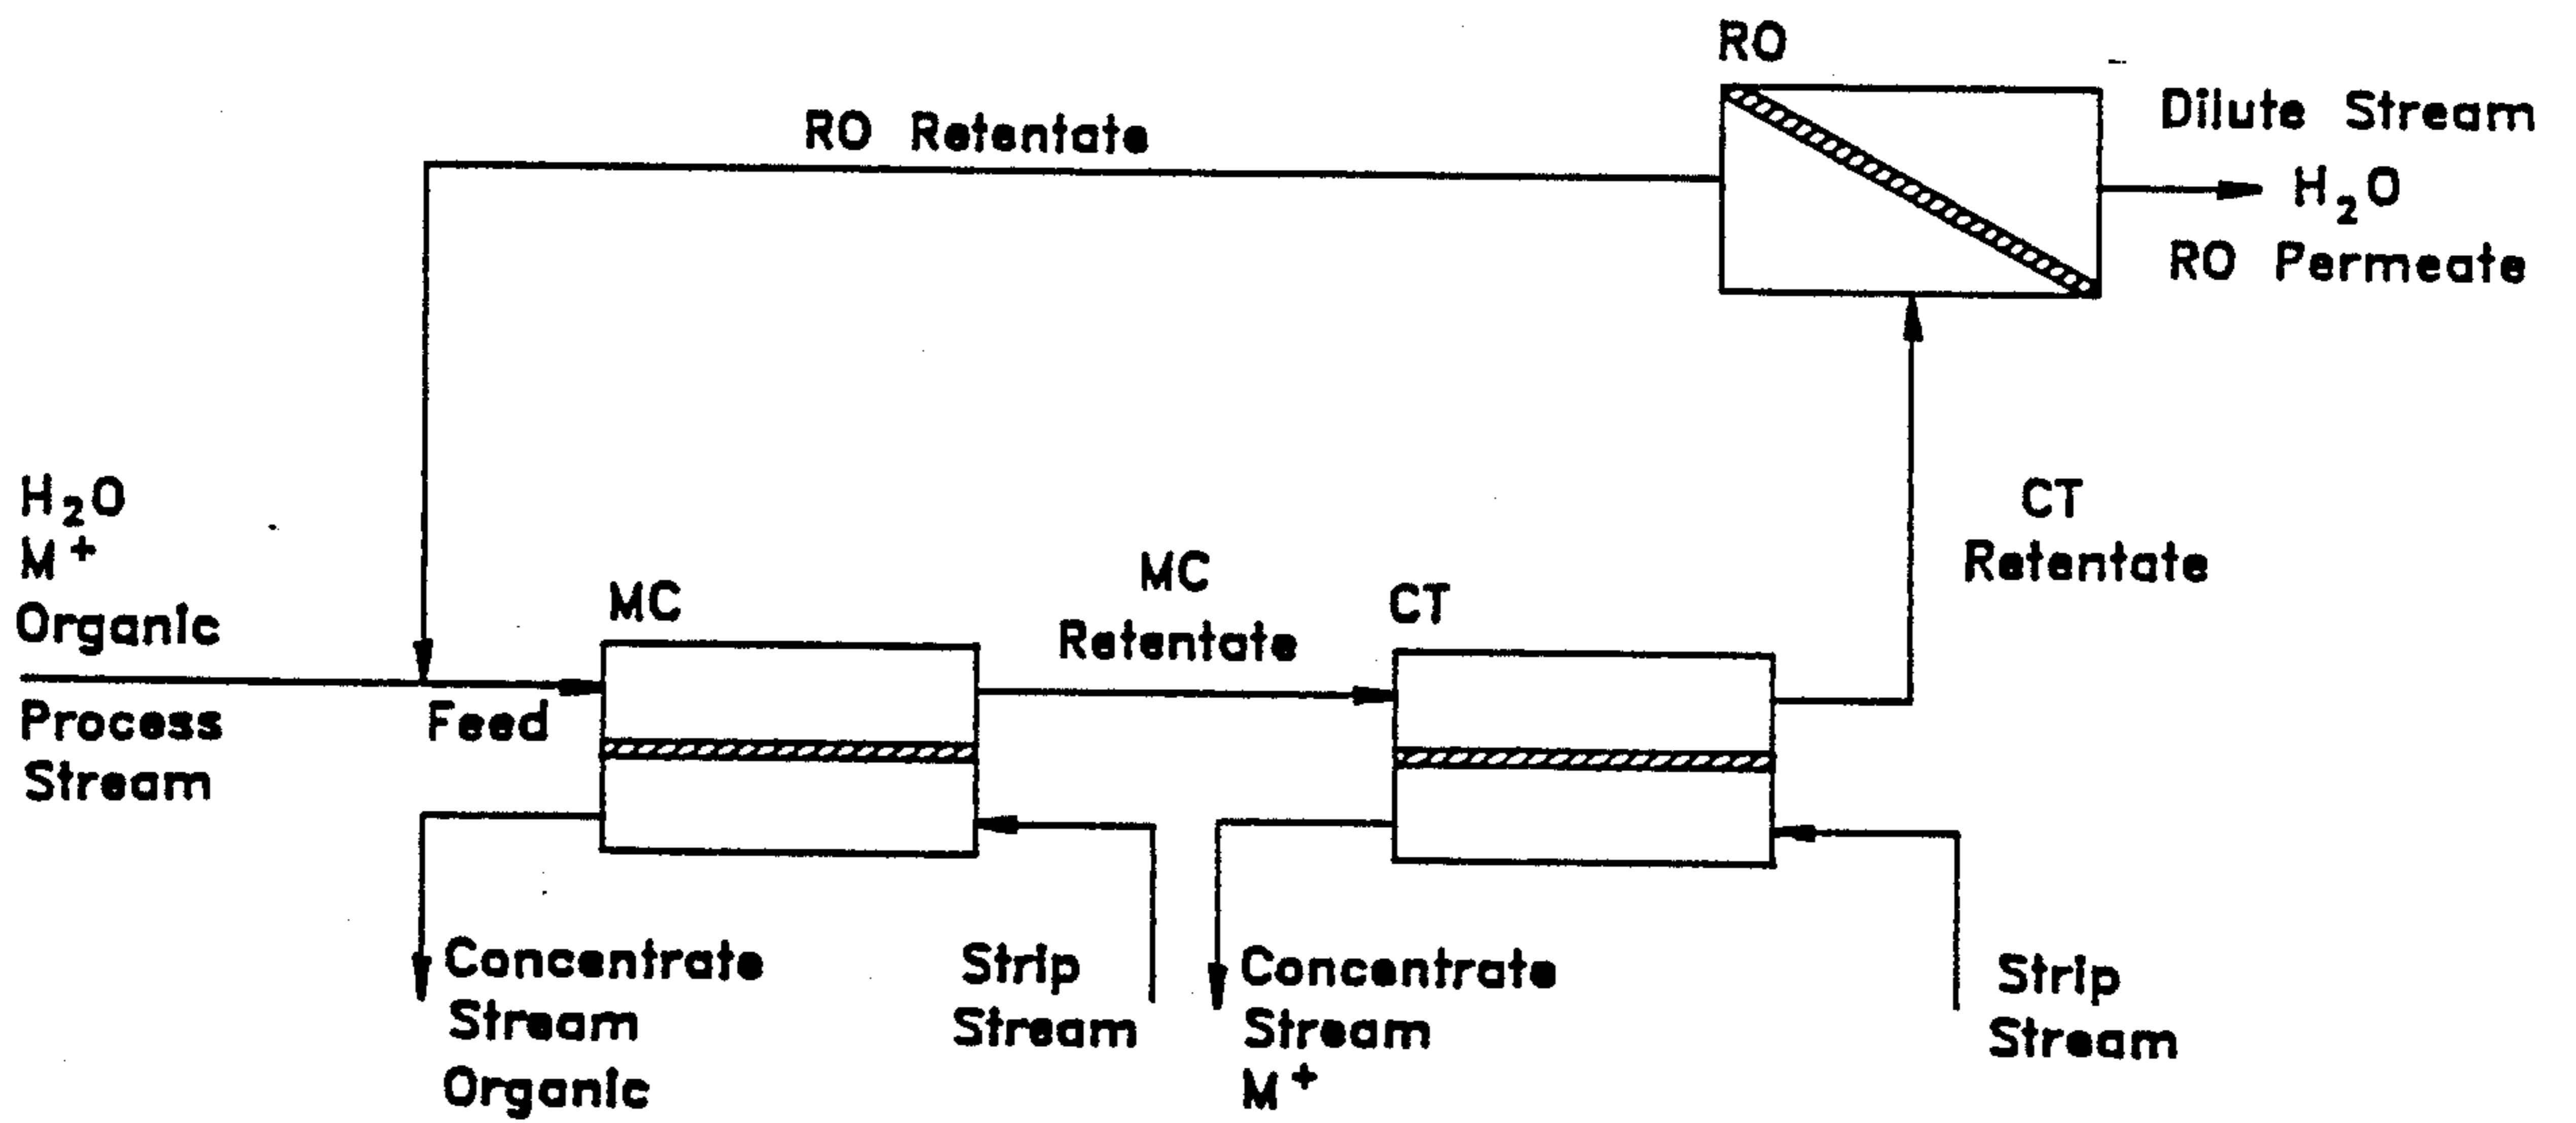 RO
RO Retentate
Dilute Stream
H₂O
RO Permeate
H₂O
M⁺
Organic
Process
Stream
Feed
MC
MC
Retentate
CT
CT
Retentate
Concentrate
Stream
Organic
Strip
Stream
Concentrate
Stream
M⁺
Strip
Stream